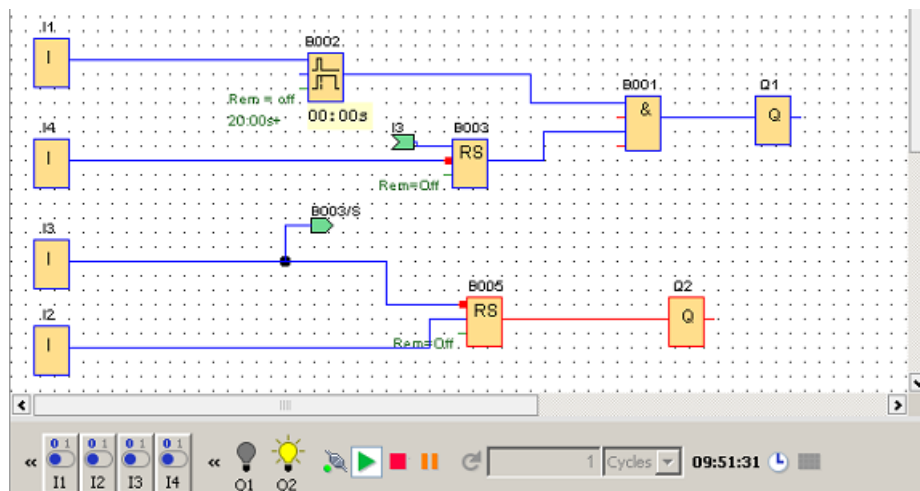 I1
B002
I
B001
Q1
Rem = off
20:00s+
00:00s
&
Q
I4
I3
B003
I
RS
Rem=Off
B003/S
I3
I
B005
Q2
RS
Q
I2
I
Rem=Off
« 0 1 0 1 0 1 0 1 « 1 Cycles 09:51:31
I1 I2 I3 I4 Q1 Q2